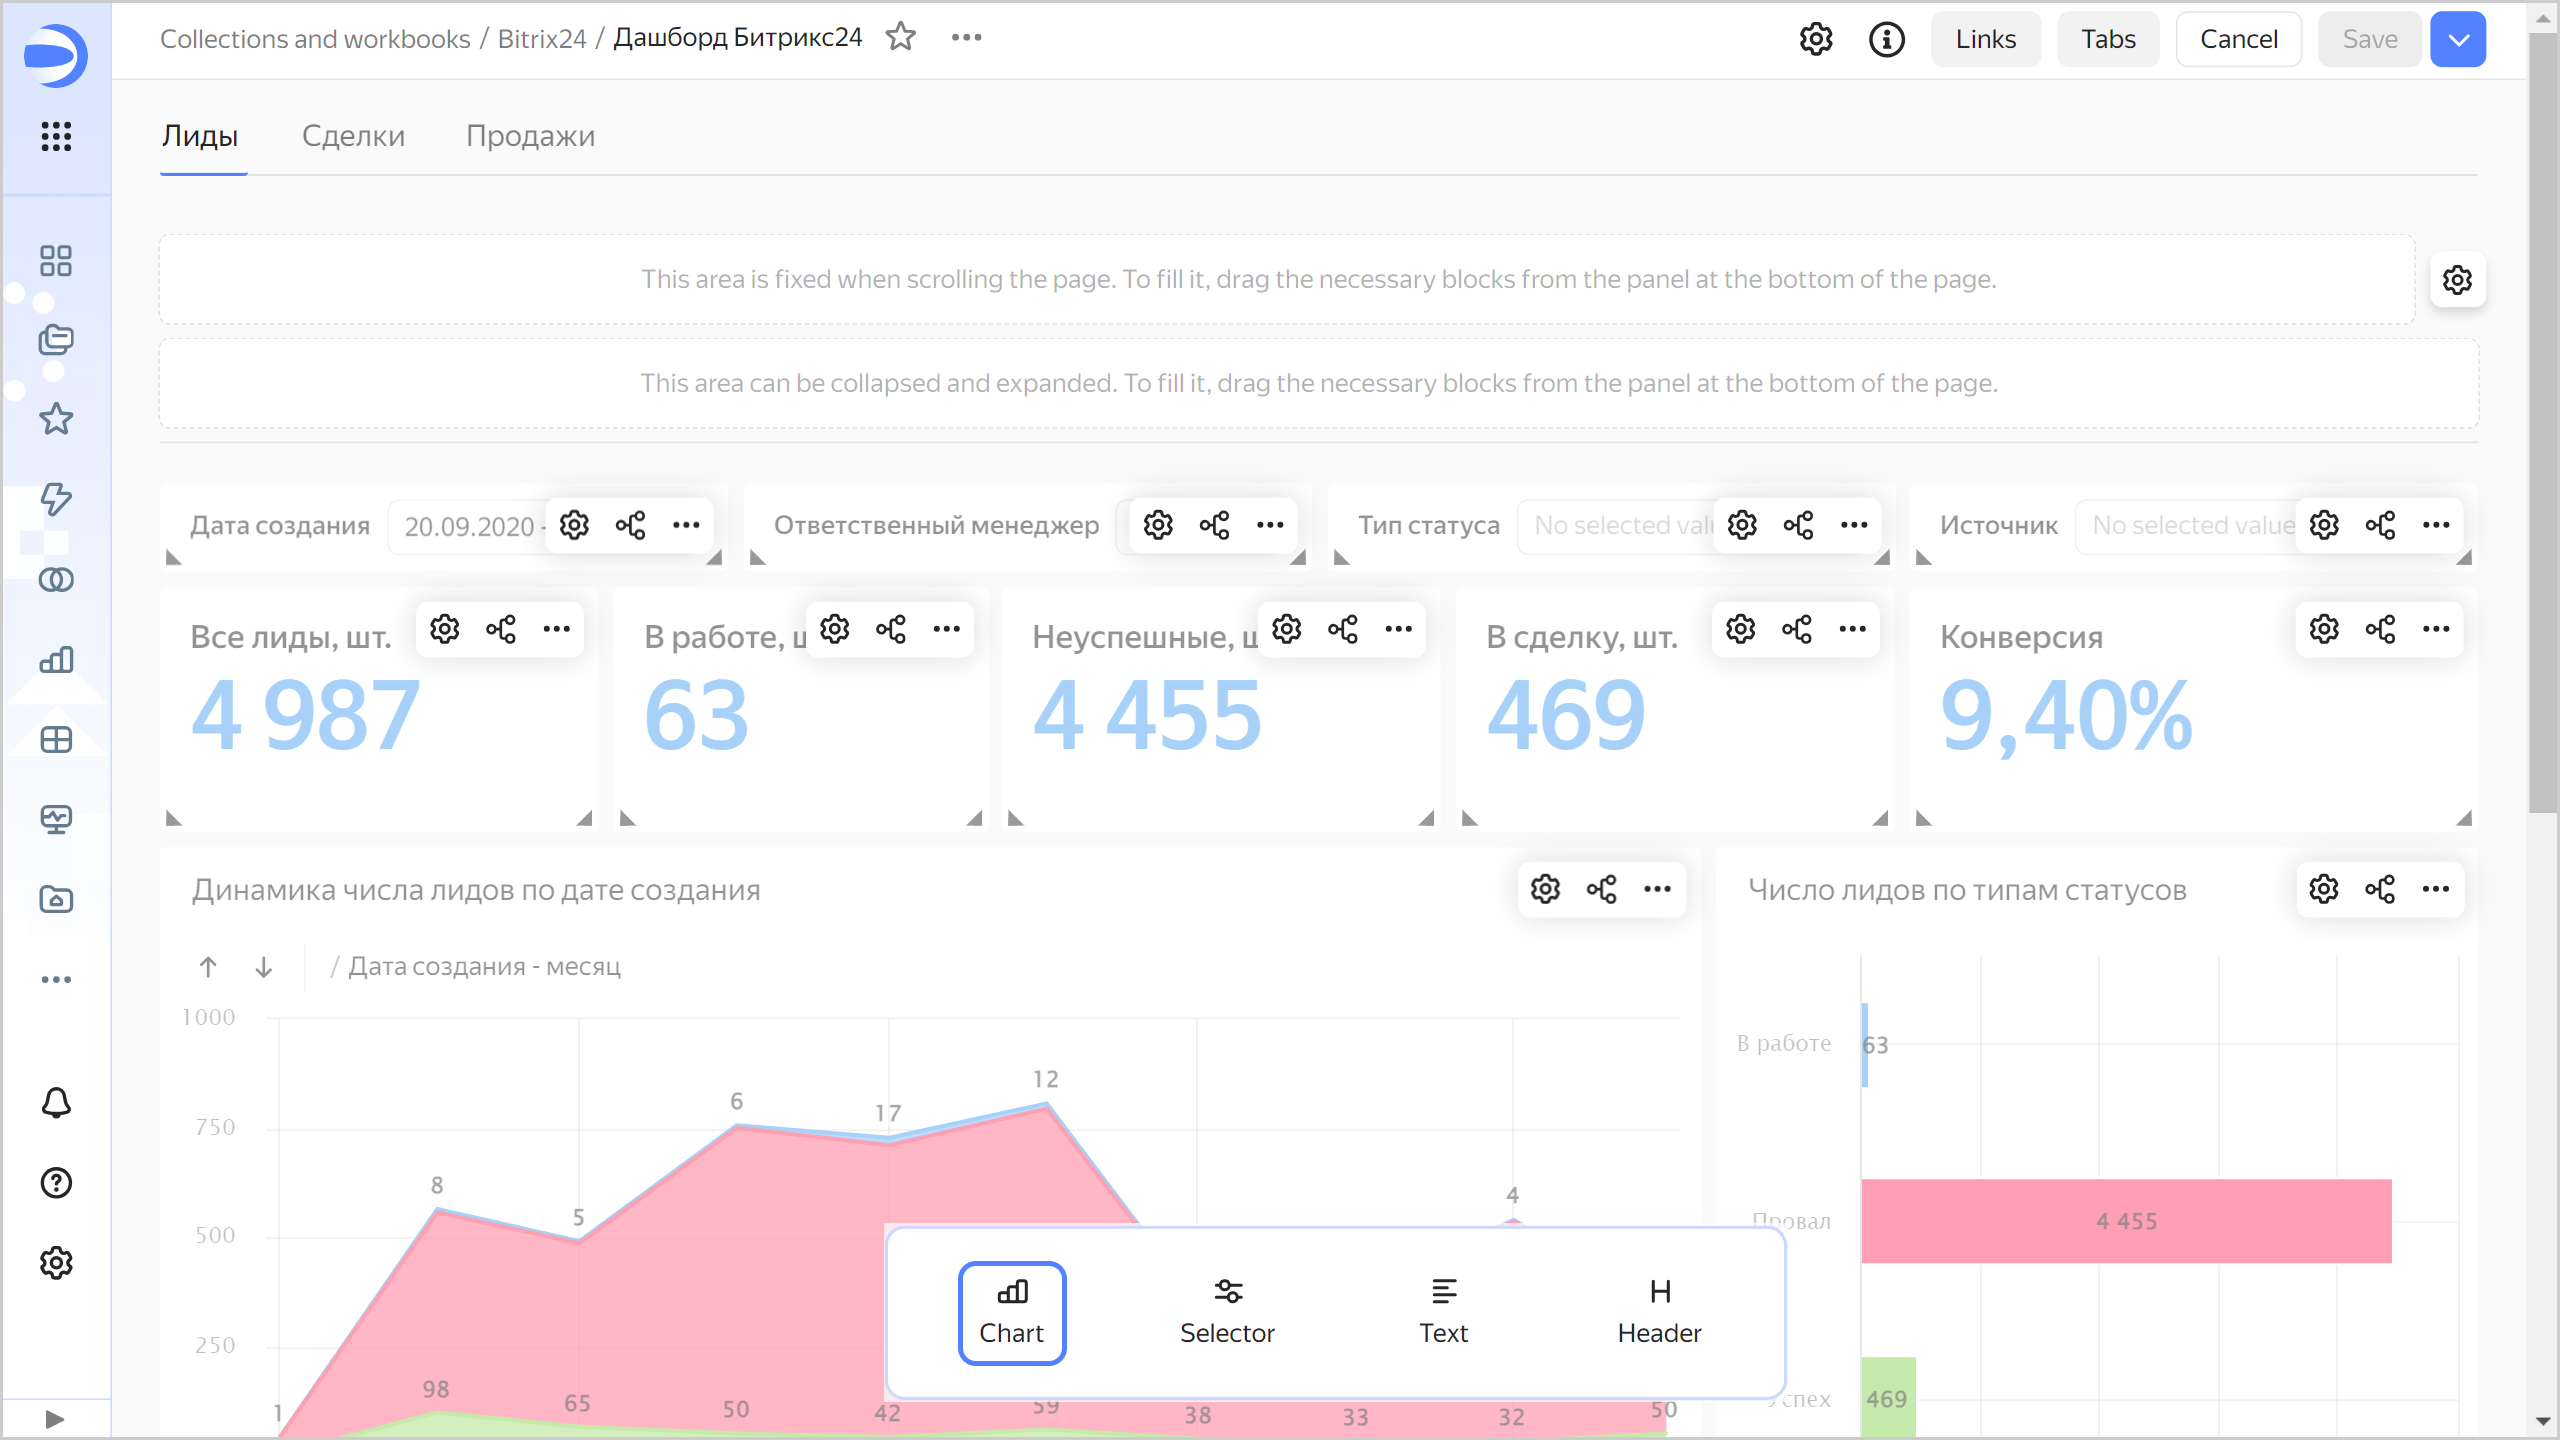 Collections and workbooks / Bitrix24 / Дашборд Битрикс24
Links
Tabs
Cancel
Save
Лиды
Сделки
Продажи
This area is fixed when scrolling the page. To fill it, drag the necessary blocks from the panel at the bottom of the page.
This area can be collapsed and expanded. To fill it, drag the necessary blocks from the panel at the bottom of the page.
Дата создания
20.09.2020 -
Ответственный менеджер
Тип статуса
No selected
Источник
No selected value
Все лиды, шт.
4 987
В работе,
63
Неуспешные,
4 455
В сделку, шт.
469
Конверсия
9,40%
Динамика числа лидов по дате создания
/ Дата создания - месяц
1000
750
500
250
1
8
5
6
17
12
4
98
65
50
42
59
38
33
32
50
Число лидов по типам статусов
В работе
63
Провал
4 455
469
Chart
Selector
Text
Header